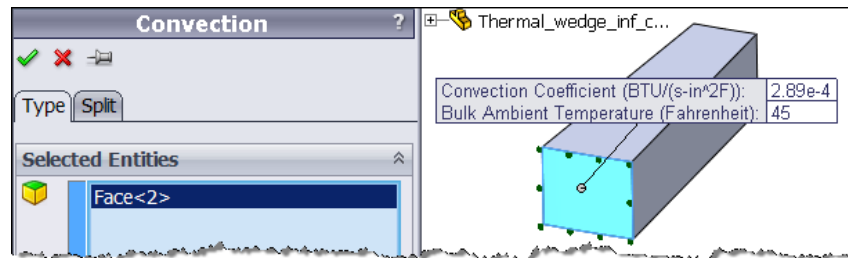 Convection ?
Thermal_wedge_inf_c...
Type Split
Convection Coefficient (BTU/(s-in^2F)): 2.89e-4
Bulk Ambient Temperature (Fahrenheit): 45
Selected Entities
Face<2>